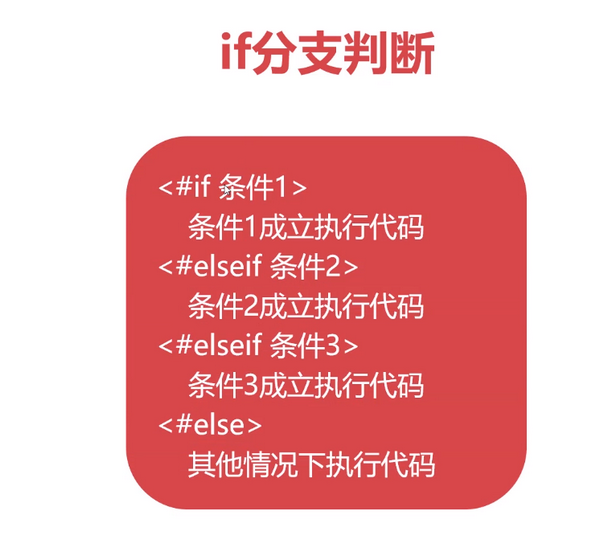 if分支判断
<#if 条件1>
条件1成立执行代码
<#elseif 条件2>
条件2成立执行代码
<#elseif 条件3>
条件3成立执行代码
<#else>
其他情况下执行代码